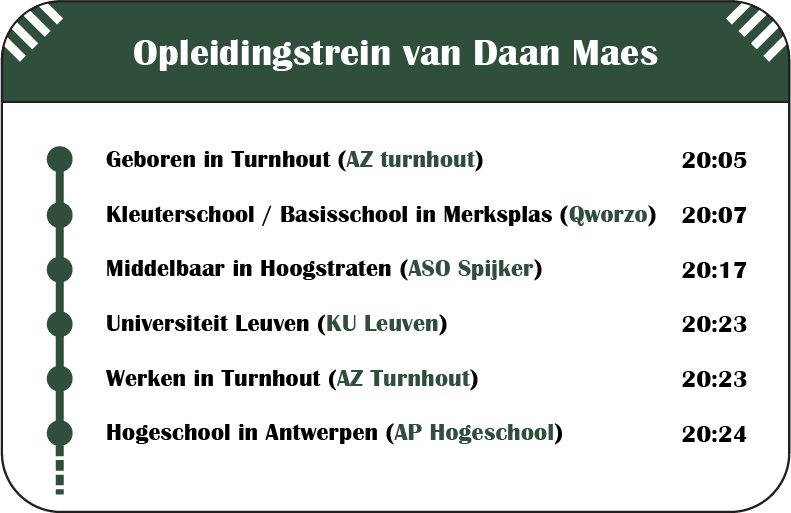 Opleidingstrein van Daan Maes
Geboren in Turnhout (AZ turnhout) 20:05
Kleuterschool / Basisschool in Merksplas (Qworzo) 20:07
Middelbaar in Hoogstraten (ASO Spijker) 20:17
Universiteit Leuven (KU Leuven) 20:23
Werken in Turnhout (AZ Turnhout) 20:23
Hogeschool in Antwerpen (AP Hogeschool) 20:24